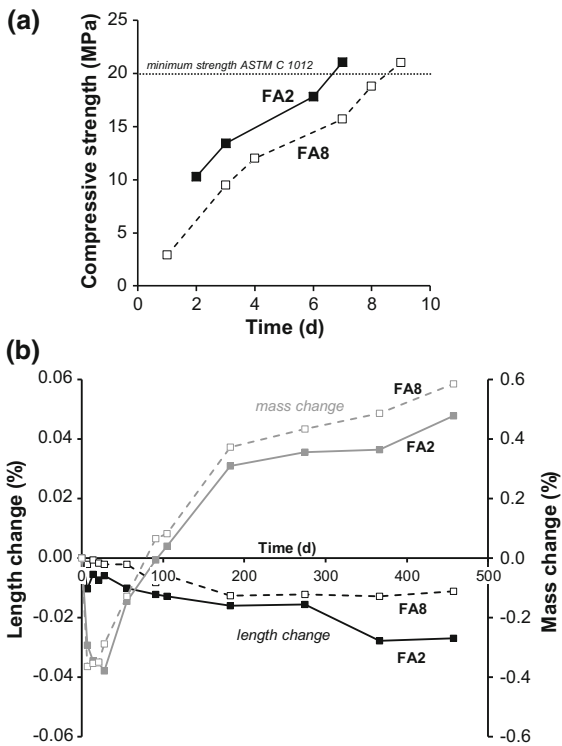 (a)
Compressive strength (MPa)
25
20
15
10
5
0
minimum strength ASTM C 1012
FA2
FA8
0 2 4 6 8 10
Time (d)
(b)
Length change (%)
0.06
0.04
0.02
0.00
-0.02
-0.04
-0.06
mass change
FA8
FA2
Time (d)
0 100 200 300 400 500
FA8
length change
FA2
0.6
0.4
0.2
0.0
-0.2
-0.4
-0.6
Mass change (%)